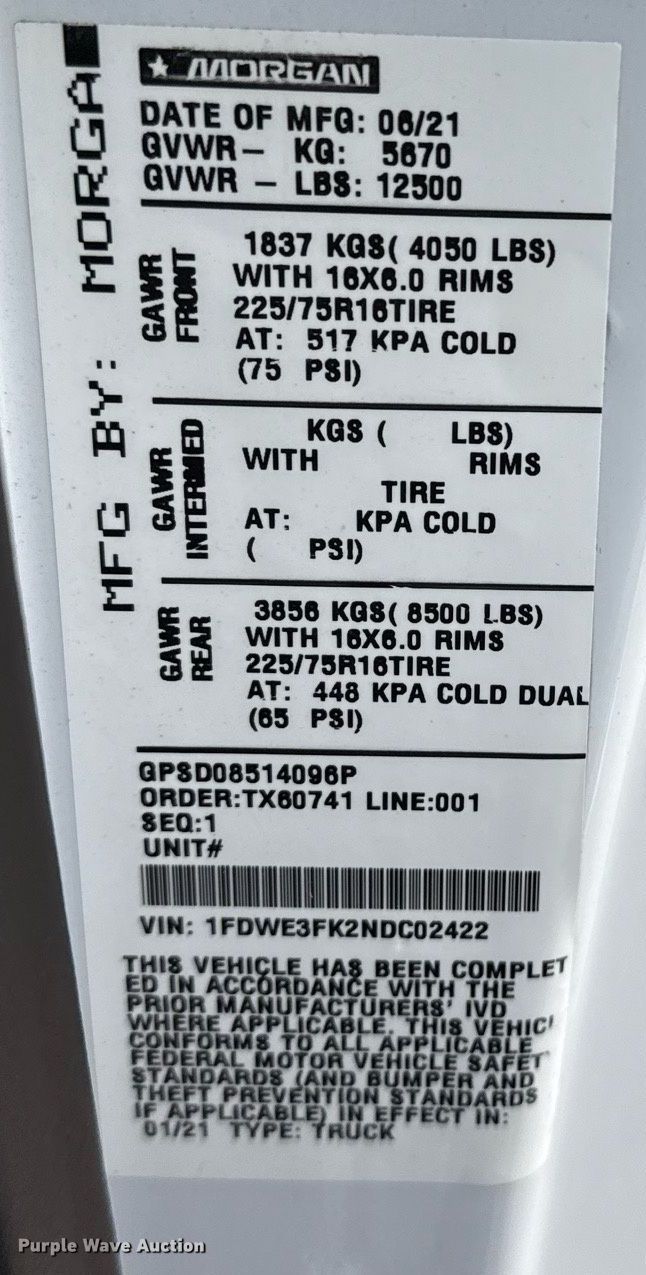 MFG BY: MORGA
MORGAN
DATE OF MFG: 06/21
GVWR- KG: 5670
GVWR - LBS: 12500
GAWR
FRONT
1837 KGS( 4050 LBS)
WITH 16X6.0 RIMS
225/75R16TIRE
AT: 517 KPA COLD
(75 PSI)
GAWR
INTERMED
KGS ( LBS)
WITH RIMS
TIRE
AT: KPA COLD
( PSI)
GAWR
REAR
3856 KGS( 8500 LBS)
WITH 16X6.0 RIMS
225/75R16TIRE
AT: 448 KPA COLD DUAL
(65 PSI)
GPSD08514096P
ORDER:TX60741 LINE:001
SEQ:1
UNIT#
VIN: 1FDWE3FK2NDC02422
THIS VEHICLE HAS BEEN COMPLET
ED IN ACCORDANCE WITH THE
PRIOR MANUFACTURERS' IVD
WHERE APPLICABLE. THIS VEHIC
CONFORMS TO ALL APPLICABLE
FEDERAL MOTOR VEHICLE SAFET
STANDARDS (AND BUMPER AND
THEFT PREVENTION STANDARDS
IF APPLICABLE) IN EFFECT IN:
01/21 TYPE: TRUCK
Purple Wave Auction